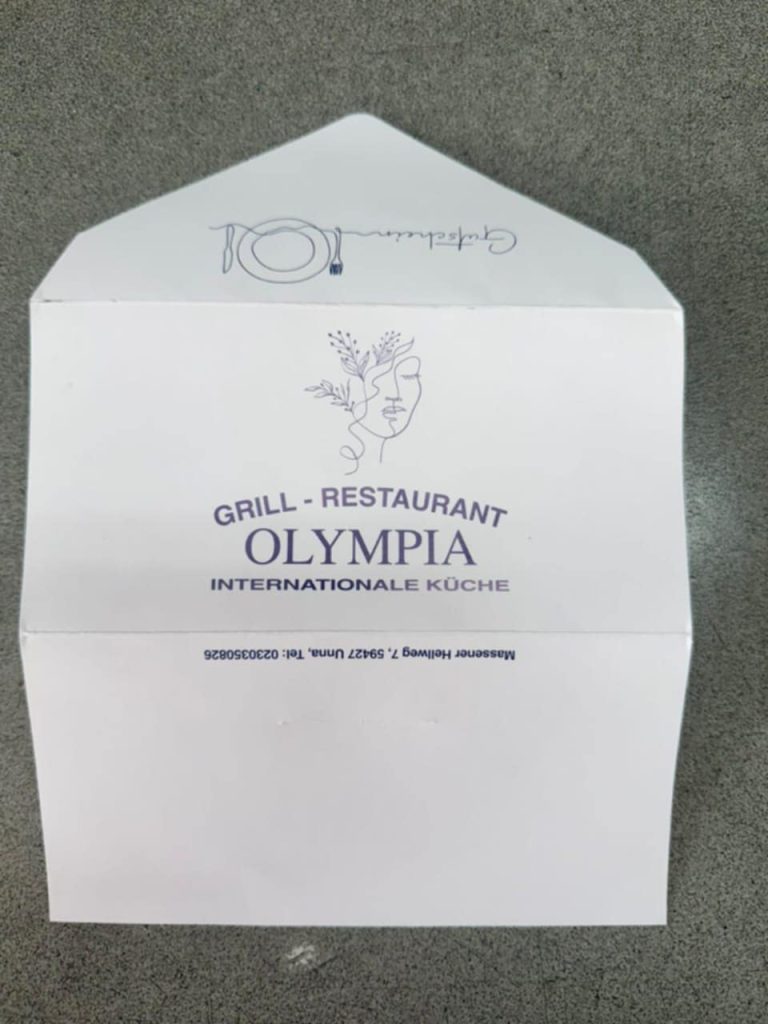 Gutschein
GRILL - RESTAURANT
OLYMPIA
INTERNATIONALE KÜCHE
Massener Hellweg 7, 59427 Unna, Tel: 0230350826